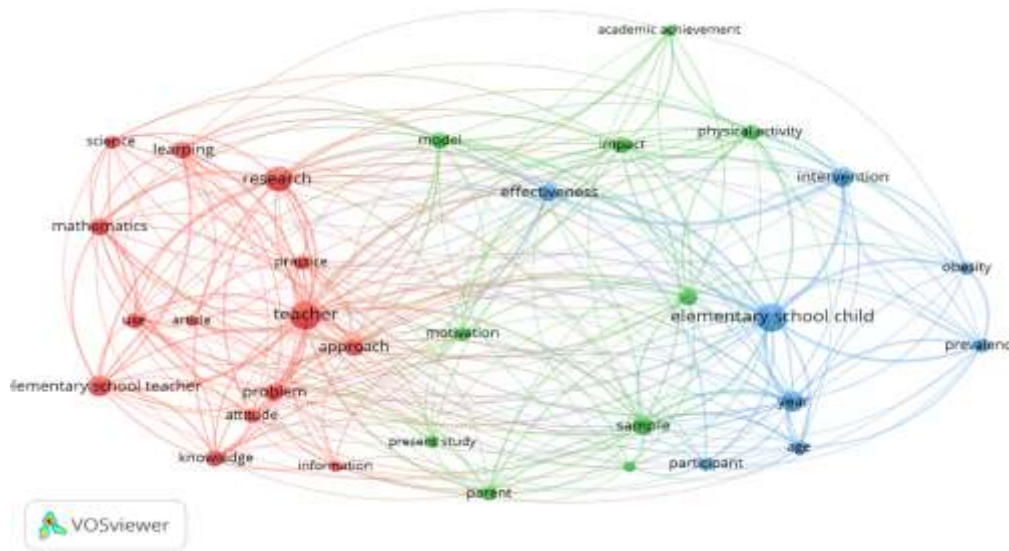 academic achievement
science
learning
model
impact
physical activity
research
effectiveness
intervention
mathematics
practice
obesity
use
article
teacher
motivation
elementary school child
approach
prevalenc
lementary school teacher
problem
attitude
year
sample
present study
age
knowledge
information
participant
parent
VOSviewer